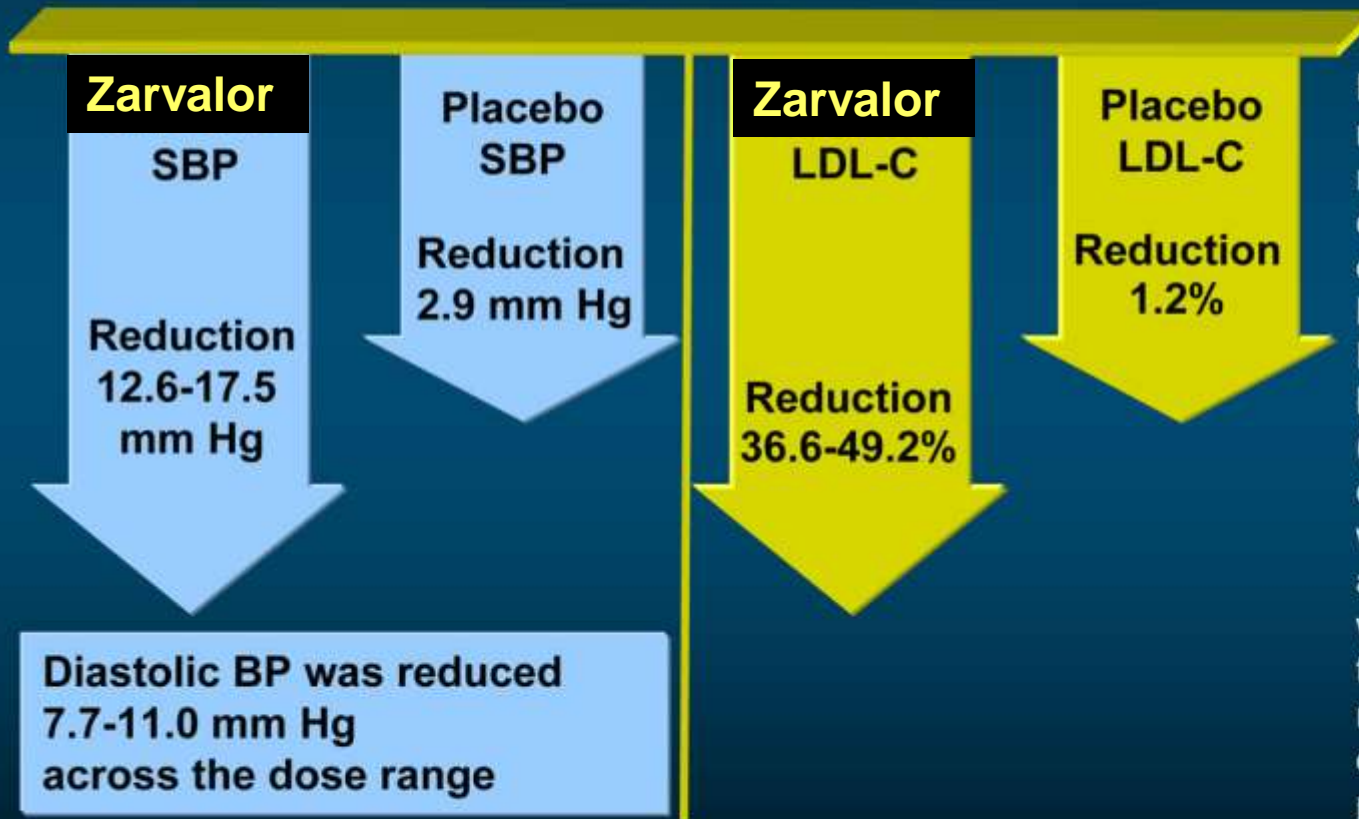 Zarvalor
SBP
Reduction
12.6-17.5
mm Hg
Placebo
SBP
Reduction
2.9 mm Hg
Zarvalor
LDL-C
Reduction
36.6-49.2%
Placebo
LDL-C
Reduction
1.2%
Diastolic BP was reduced
7.7-11.0 mm Hg
across the dose range